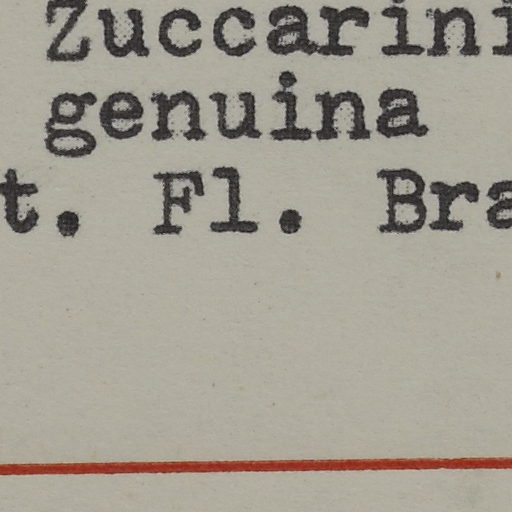 Zuccarini
genuina
t. Fl. Bra